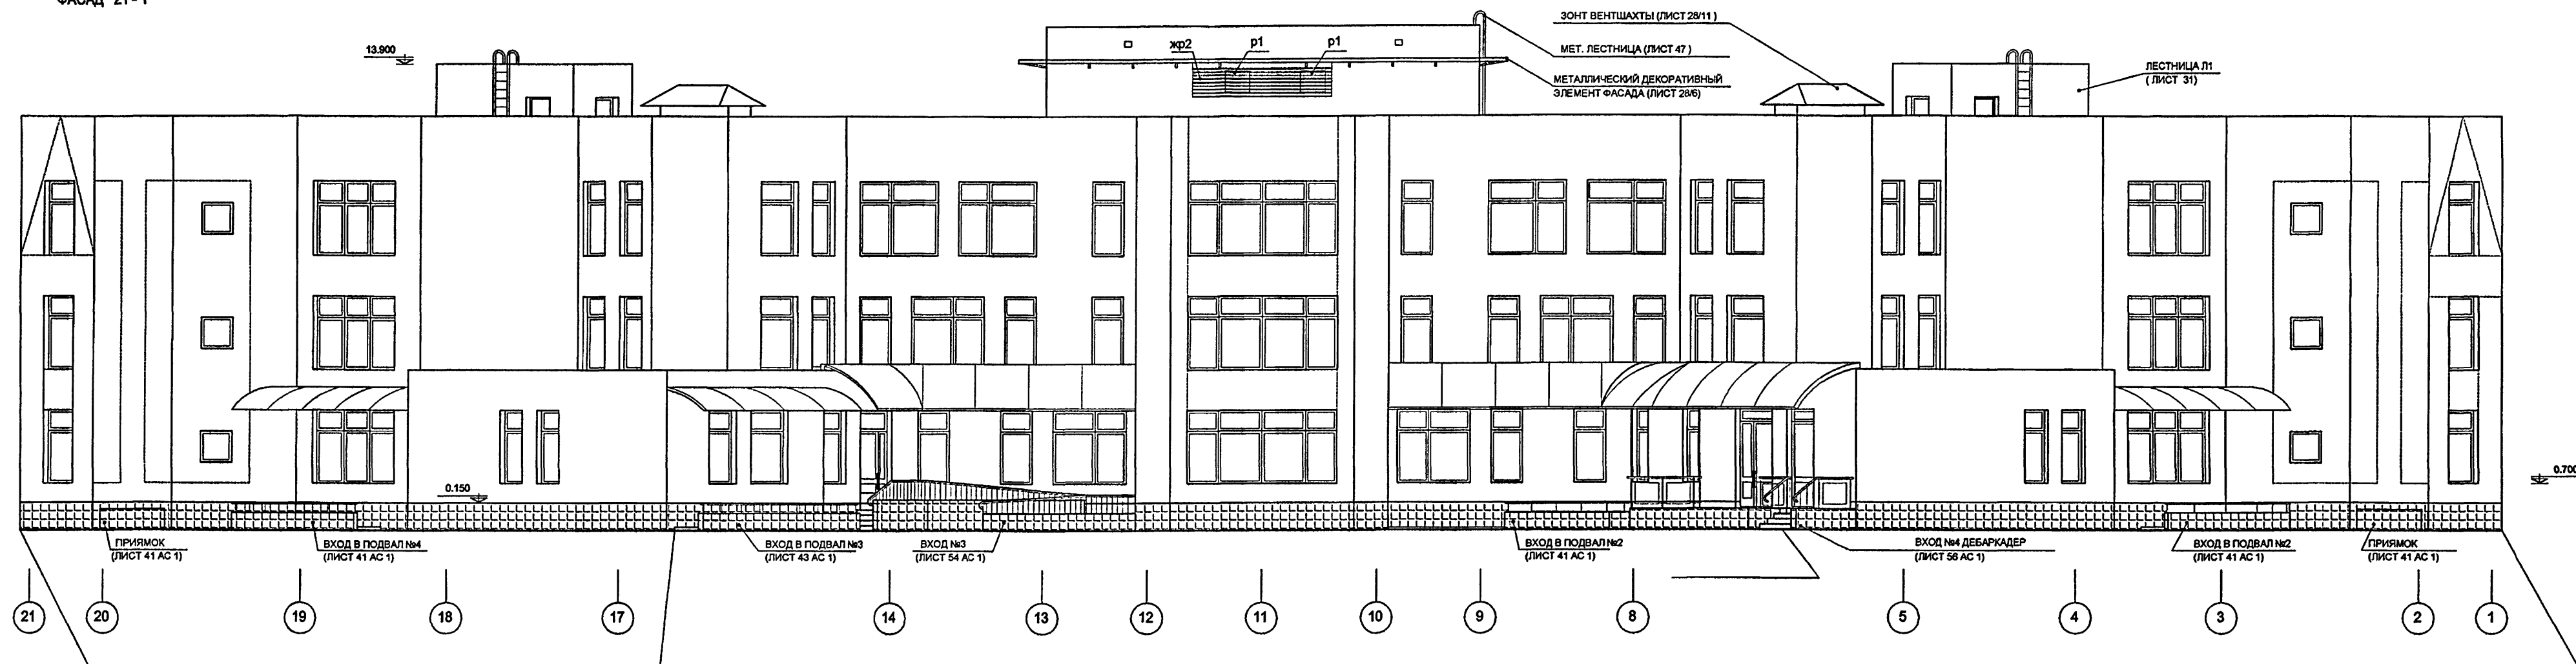 ФАСАД 21-1
13.900
жр2
р1
р1
ЗОНТ ВЕНТШАХТЫ (ЛИСТ 28/11)
МЕТ. ЛЕСТНИЦА (ЛИСТ 47)
МЕТАЛЛИЧЕСКИЙ ДЕКОРАТИВНЫЙ
ЭЛЕМЕНТ ФАСАДА (ЛИСТ 28/6)
ЛЕСТНИЦА Л1
(ЛИСТ 31)
0.150
0.700
ПРИЯМОК
(ЛИСТ 41 АС 1)
ВХОД В ПОДВАЛ №4
(ЛИСТ 41 АС 1)
ВХОД В ПОДВАЛ №3
(ЛИСТ 43 АС 1)
ВХОД №3
(ЛИСТ 54 АС 1)
ВХОД В ПОДВАЛ №2
(ЛИСТ 41 АС 1)
ВХОД №4 ДЕБАРКАДЕР
(ЛИСТ 56 АС 1)
ВХОД В ПОДВАЛ №2
(ЛИСТ 41 АС 1)
ПРИЯМОК
(ЛИСТ 41 АС 1)
21 20 19 18 17 14 13 12 11 10 9 8 5 4 3 2 1